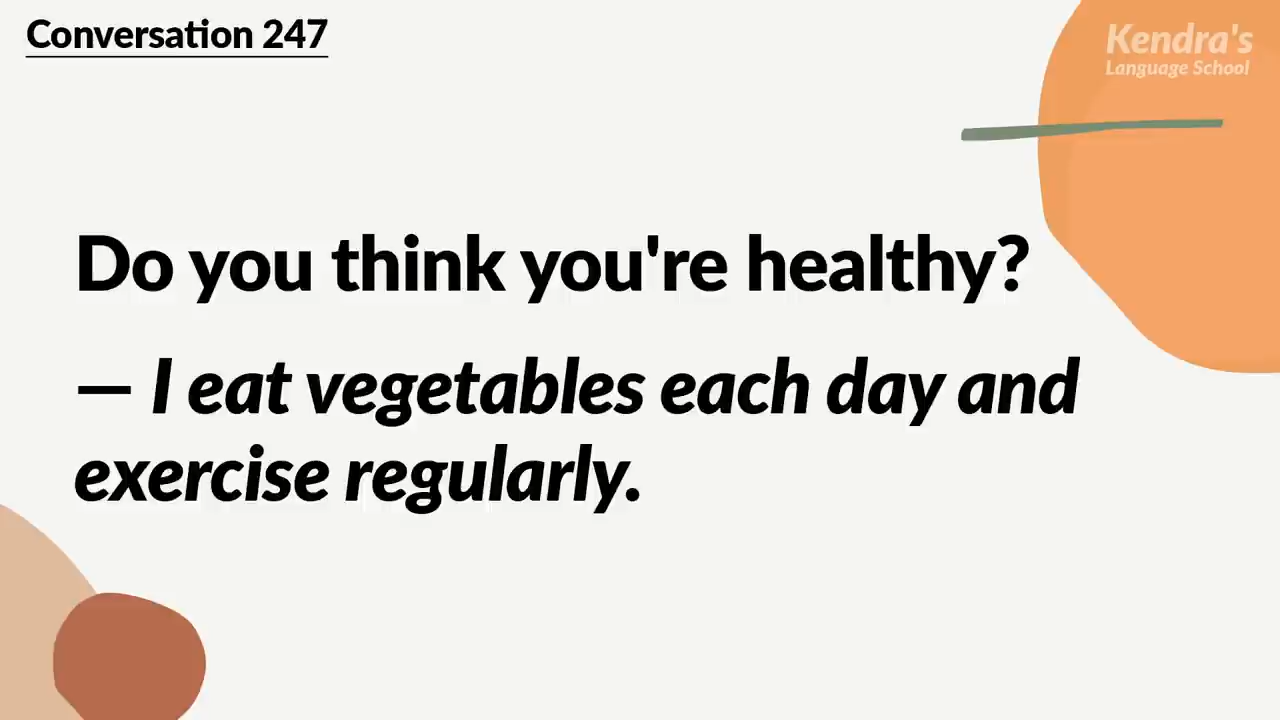 Conversation 247
Kendra's
Language School
Do you think you're healthy?
— I eat vegetables each day and
exercise regularly.